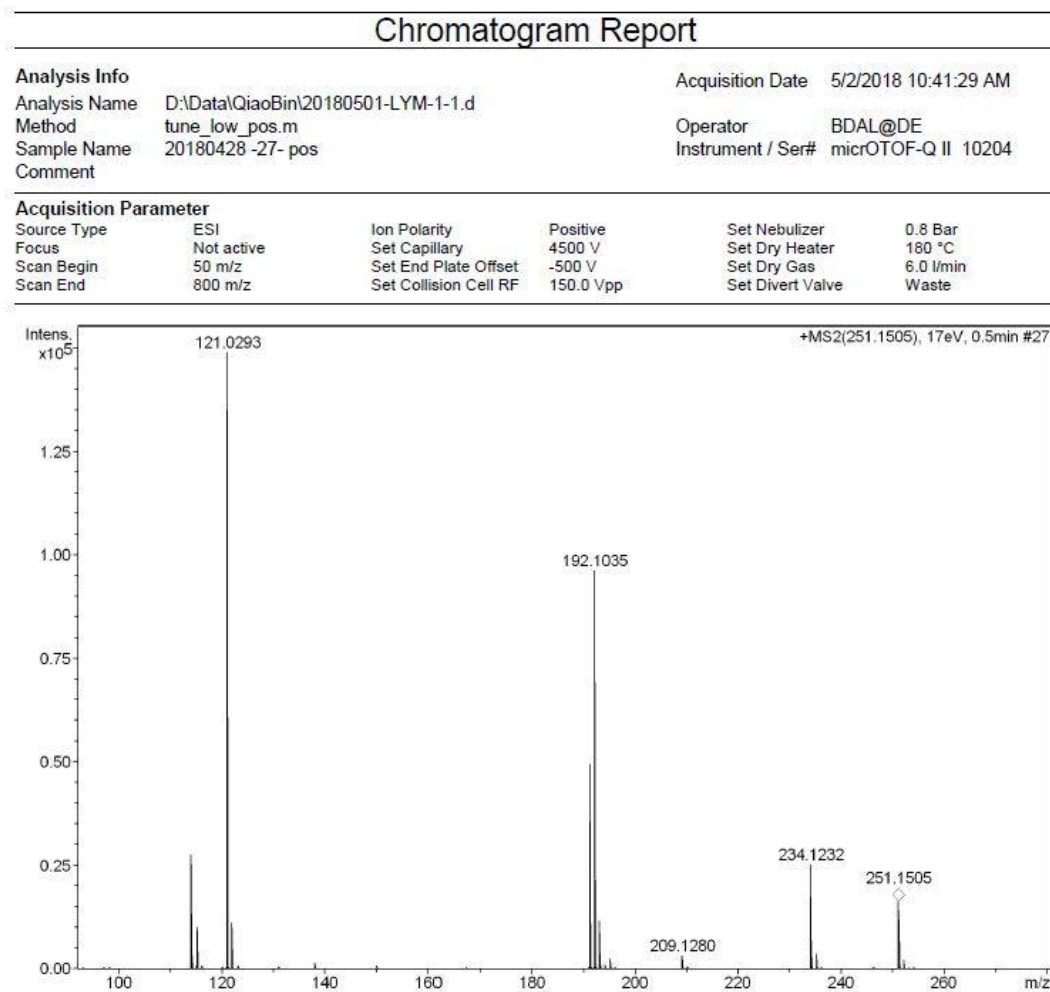 Chromatogram Report
Analysis Info
Acquisition Date 5/2/2018 10:41:29 AM
Analysis Name D:\Data\QiaoBin\20180501-LYM-1-1.d
Method tune_low_pos.m Operator BDAL@DE
Sample Name 20180428 -27- pos Instrument / Ser# micrOTOF-Q II 10204
Comment
Acquisition Parameter
Source Type ESI Ion Polarity Positive Set Nebulizer 0.8 Bar
Focus Not active Set Capillary 4500 V Set Dry Heater 180 °C
Scan Begin 50 m/z Set End Plate Offset -500 V Set Dry Gas 6.0 l/min
Scan End 800 m/z Set Collision Cell RF 150.0 Vpp Set Divert Valve Waste
Intens.
x105
+MS2(251.1505), 17eV, 0.5min #27
121.0293
1.25
1.00
192.1035
0.75
0.50
0.25
234.1232
251.1505
209.1280
0.00
100 120 140 160 180 200 220 240 260 m/z